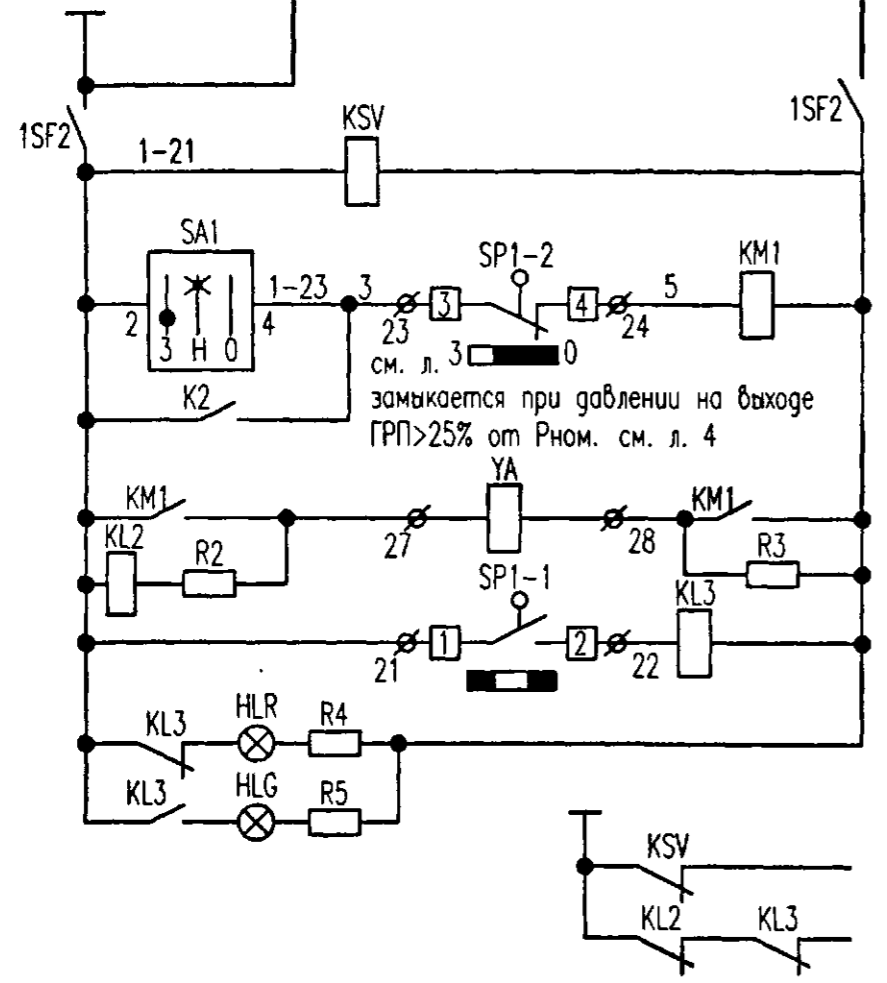 1SF2
1SF2
KSV
1-21
SA1
2
3 Н 0
4
1-23
3
23
3
SP1-2
4
24
5
KM1
см. л. 3
0
замыкается при давлении на выходе
ГРП>25% от Рном. см. л. 4
K2
KM1
27
YA
28
KM1
KL2
R2
R3
SP1-1
KL3
21
1
2
22
KL3
HLR
R4
KL3
HLG
R5
KSV
KL2
KL3